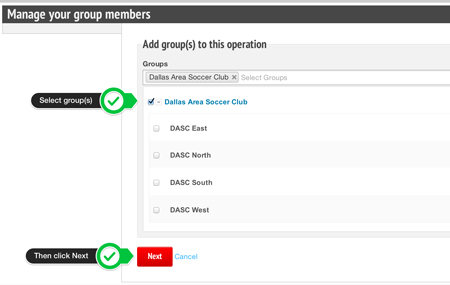 Manage your group members
Add group(s) to this operation
Groups
Dallas Area Soccer Club × Select Groups
Select group(s)
- Dallas Area Soccer Club
DASC East
DASC North
DASC South
DASC West
Then click Next
Next Cancel